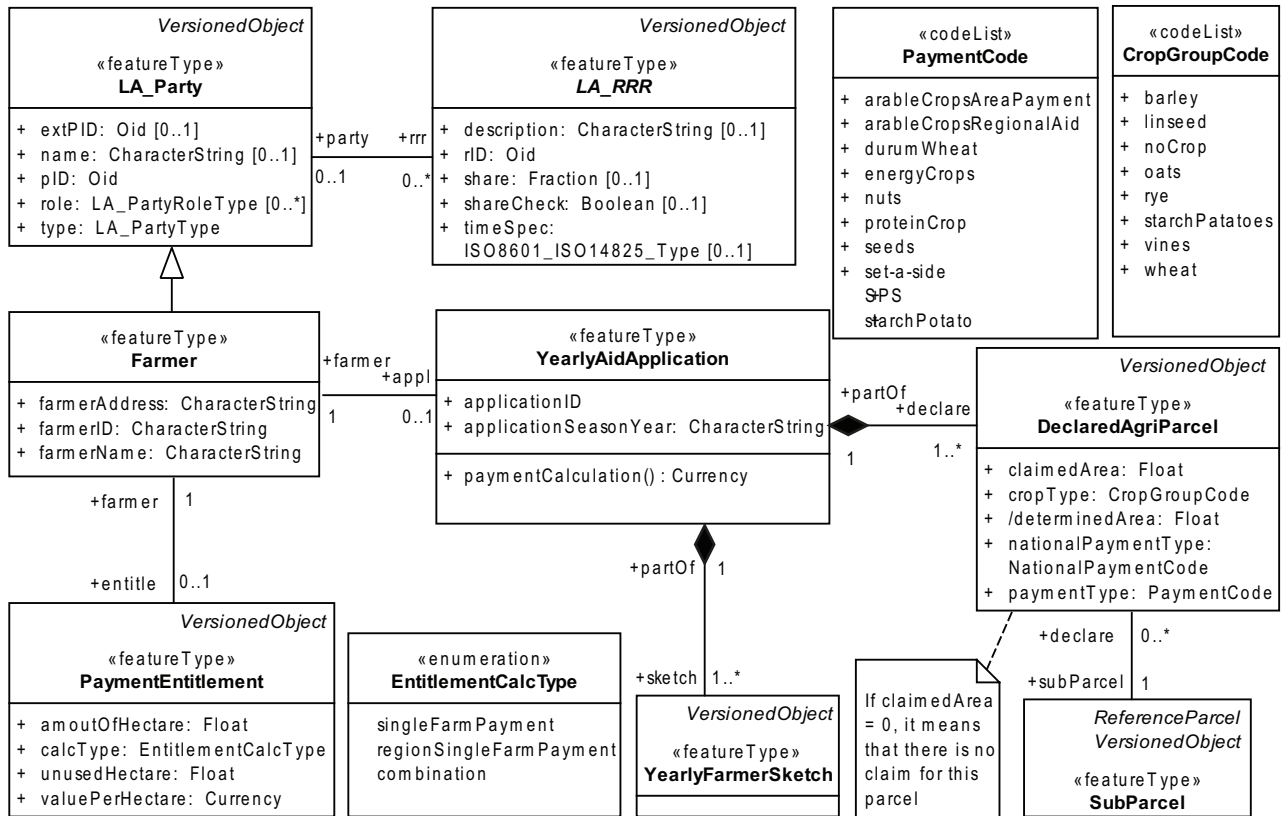 VersionedObject
«featureType»
LA_Party
+ extPID: Oid [0..1]
+ name: CharacterString [0..1]
+ pID: Oid
+ role: LA_PartyRoleType [0..*]
+ type: LA_PartyType
+party
0..1
+rrr
0..*
VersionedObject
«featureType»
LA_RRR
+ description: CharacterString [0..1]
+ rID: Oid
+ share: Fraction [0..1]
+ shareCheck: Boolean [0..1]
+ timeSpec:
ISO8601_ISO14825_Type [0..1]
«codeList»
PaymentCode
+ arableCropsAreaPayment
+ arableCropsRegionalAid
+ durumWheat
+ energyCrops
+ nuts
+ proteinCrop
+ seeds
+ set-a-side
+ SPS
+ starchPotato
«codeList»
CropGroupCode
+ barley
+ linseed
+ noCrop
+ oats
+ rye
+ starchPatatoes
+ vines
+ wheat
«featureType»
Farmer
+ farmerAddress: CharacterString
+ farmerID: CharacterString
+ farmerName: CharacterString
+farmer
1
+appl
0..1
«featureType»
YearlyAidApplication
+ applicationID
+ applicationSeasonYear: CharacterString
+ paymentCalculation() : Currency
+partOf
1
+declare
1..*
VersionedObject
«featureType»
DeclaredAgriParcel
+ claimedArea: Float
+ cropType: CropGroupCode
+ /determinedArea: Float
+ nationalPaymentType:
NationalPaymentCode
+ paymentType: PaymentCode
+farmer
1
+entitle
0..1
VersionedObject
«featureType»
PaymentEntitlement
+ amoutOfHectare: Float
+ calcType: EntitlementCalcType
+ unusedHectare: Float
+ valuePerHectare: Currency
«enumeration»
EntitlementCalcType
singleFarmPayment
regionSingleFarmPayment
combination
+partOf
1
+sketch
1..*
VersionedObject
«featureType»
YearlyFarmerSketch
If claimedArea
= 0, it means
that there is no
claim for this
parcel
+declare
0..*
+subParcel
1
ReferenceParcel
VersionedObject
«featureType»
SubParcel